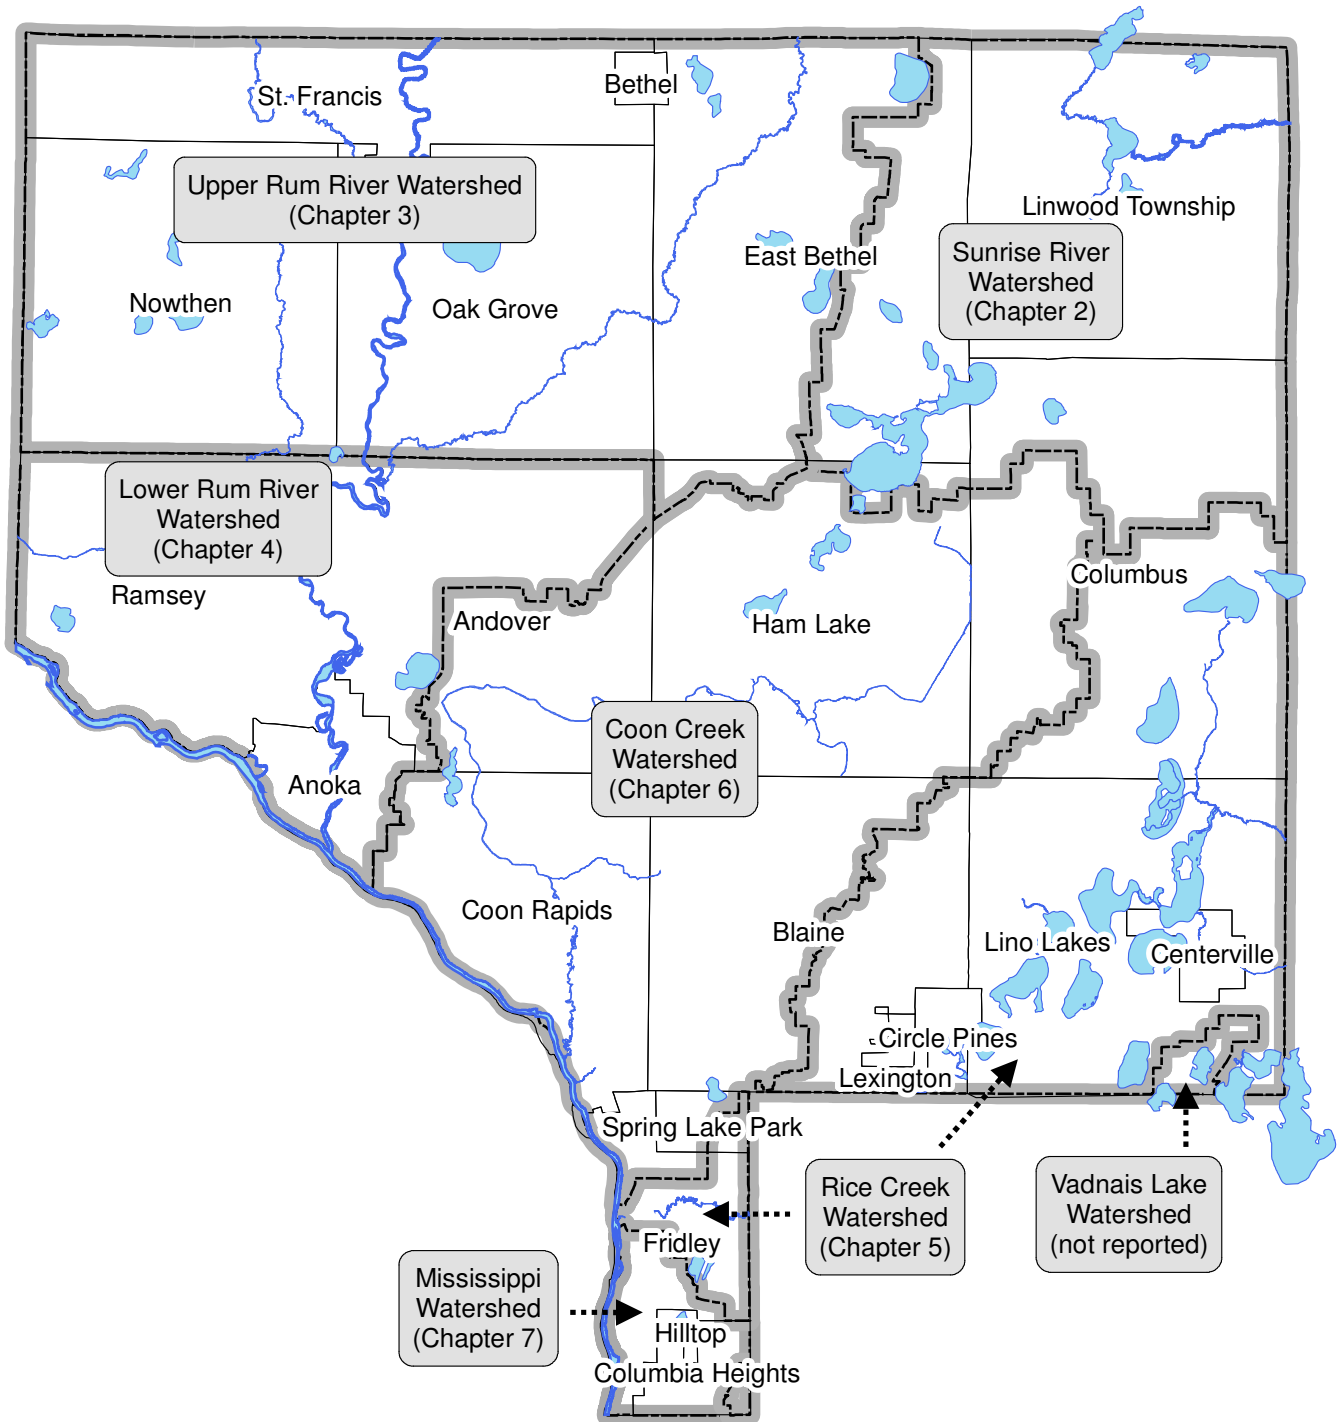 Bethel
St. Francis
Upper Rum River Watershed
(Chapter 3)
Linwood Township
Sunrise River
Watershed
(Chapter 2)
East Bethel
Nowthen
Oak Grove
Lower Rum River
Watershed
(Chapter 4)
Ramsey
Columbus
Andover
Ham Lake
Coon Creek
Watershed
(Chapter 6)
Anoka
Coon Rapids
Blaine
Lino Lakes
Centerville
Circle Pines
Lexington
Spring Lake Park
Rice Creek
Watershed
(Chapter 5)
Vadnais Lake
Watershed
(not reported)
Fridley
Mississippi
Watershed
(Chapter 7)
Hilltop
Columbia Heights